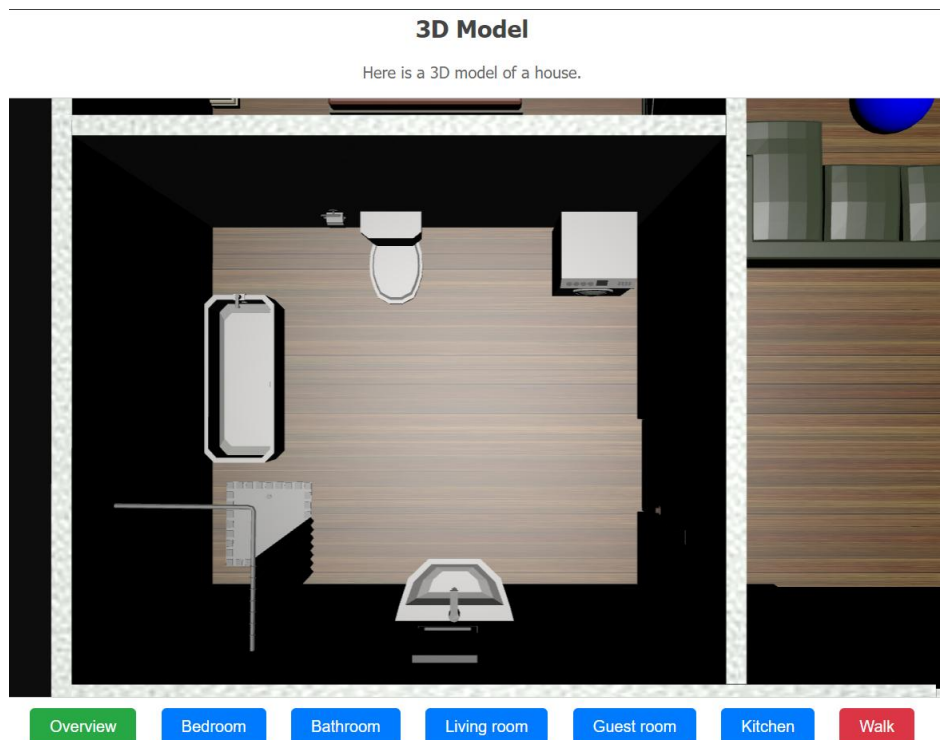 3D Model
Here is a 3D model of a house.
Overview Bedroom Bathroom Living room Guest room Kitchen Walk